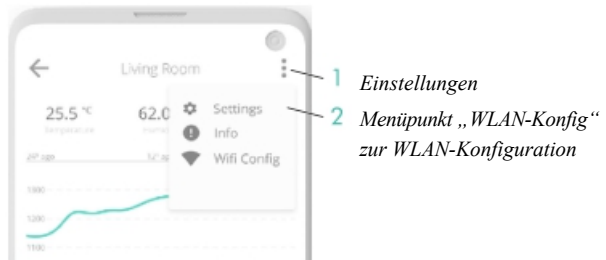 Living Room
1 Einstellungen
25.5 °C
62.0
Settings
2 Menüpunkt „WLAN-Konfig“
zur WLAN-Konfiguration
Info
Wifi Config
1300
1200
1100